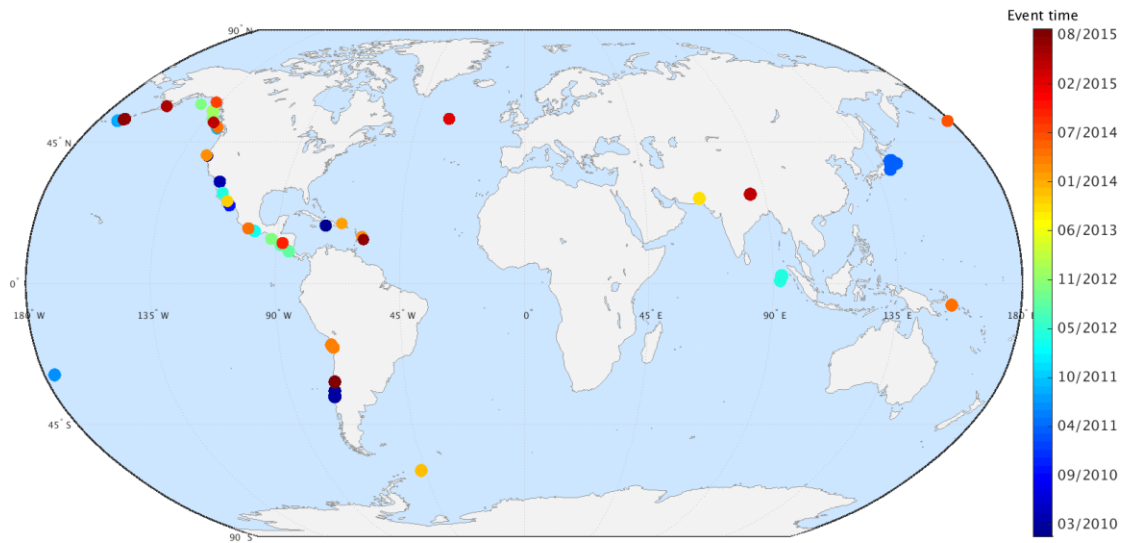 Event time
90° N
08/2015
02/2015
45° N
07/2014
01/2014
06/2013
11/2012
0°
180° W
135° W
90° W
45° W
0°
45° E
90° E
135° E
180° E
05/2012
10/2011
45° S
04/2011
09/2010
03/2010
90° S